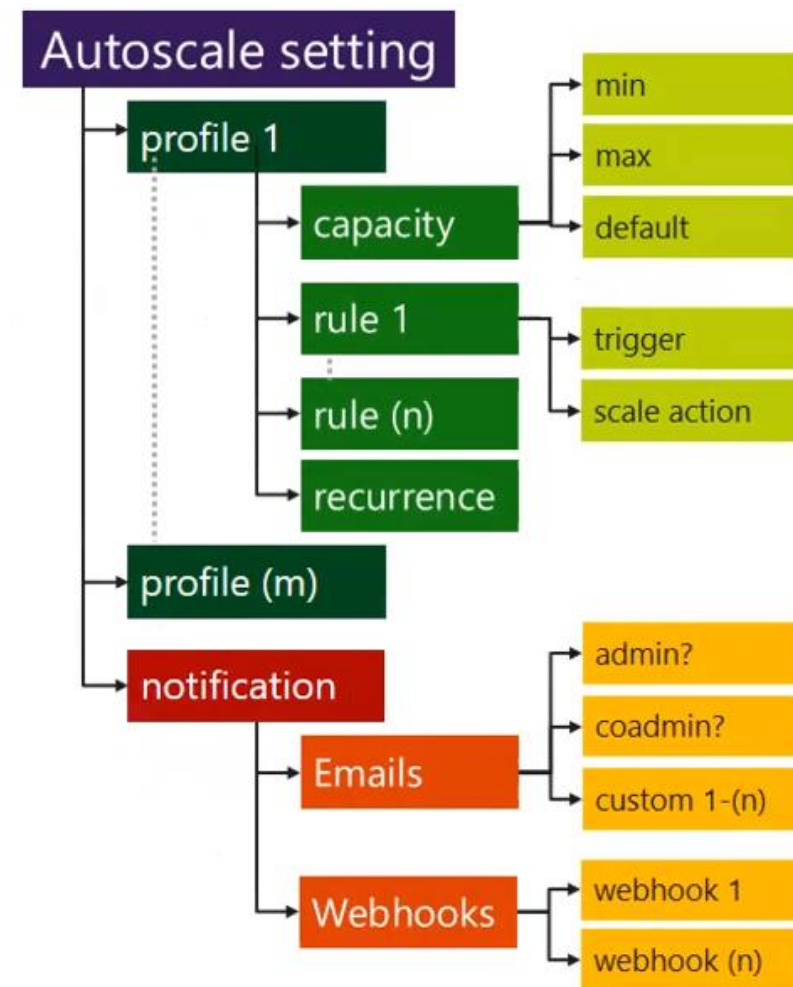 Autoscale setting
profile 1
capacity
min
max
default
rule 1
trigger
scale action
rule (n)
recurrence
profile (m)
notification
Emails
admin?
coadmin?
custom 1-(n)
Webhooks
webhook 1
webhook (n)